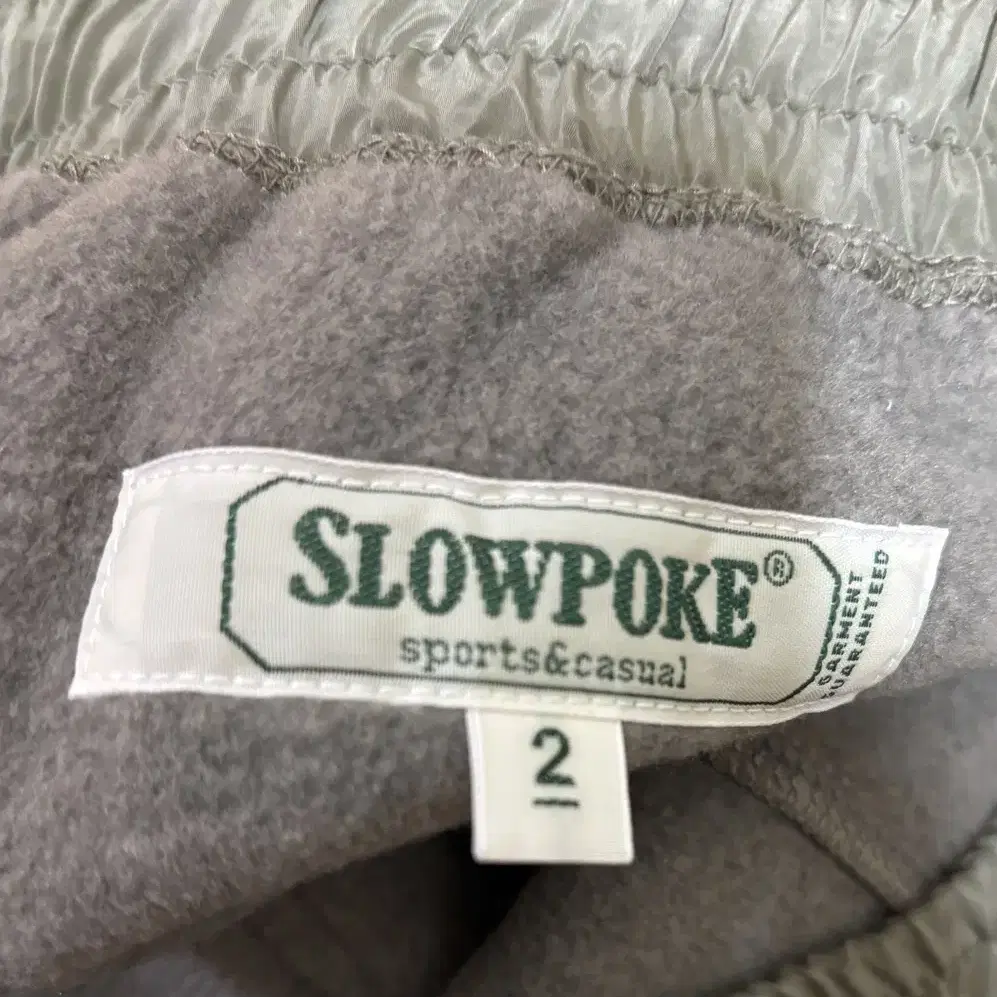 SLOWPOKE®
sports&casual
GARMENT
GUARANTEED
2